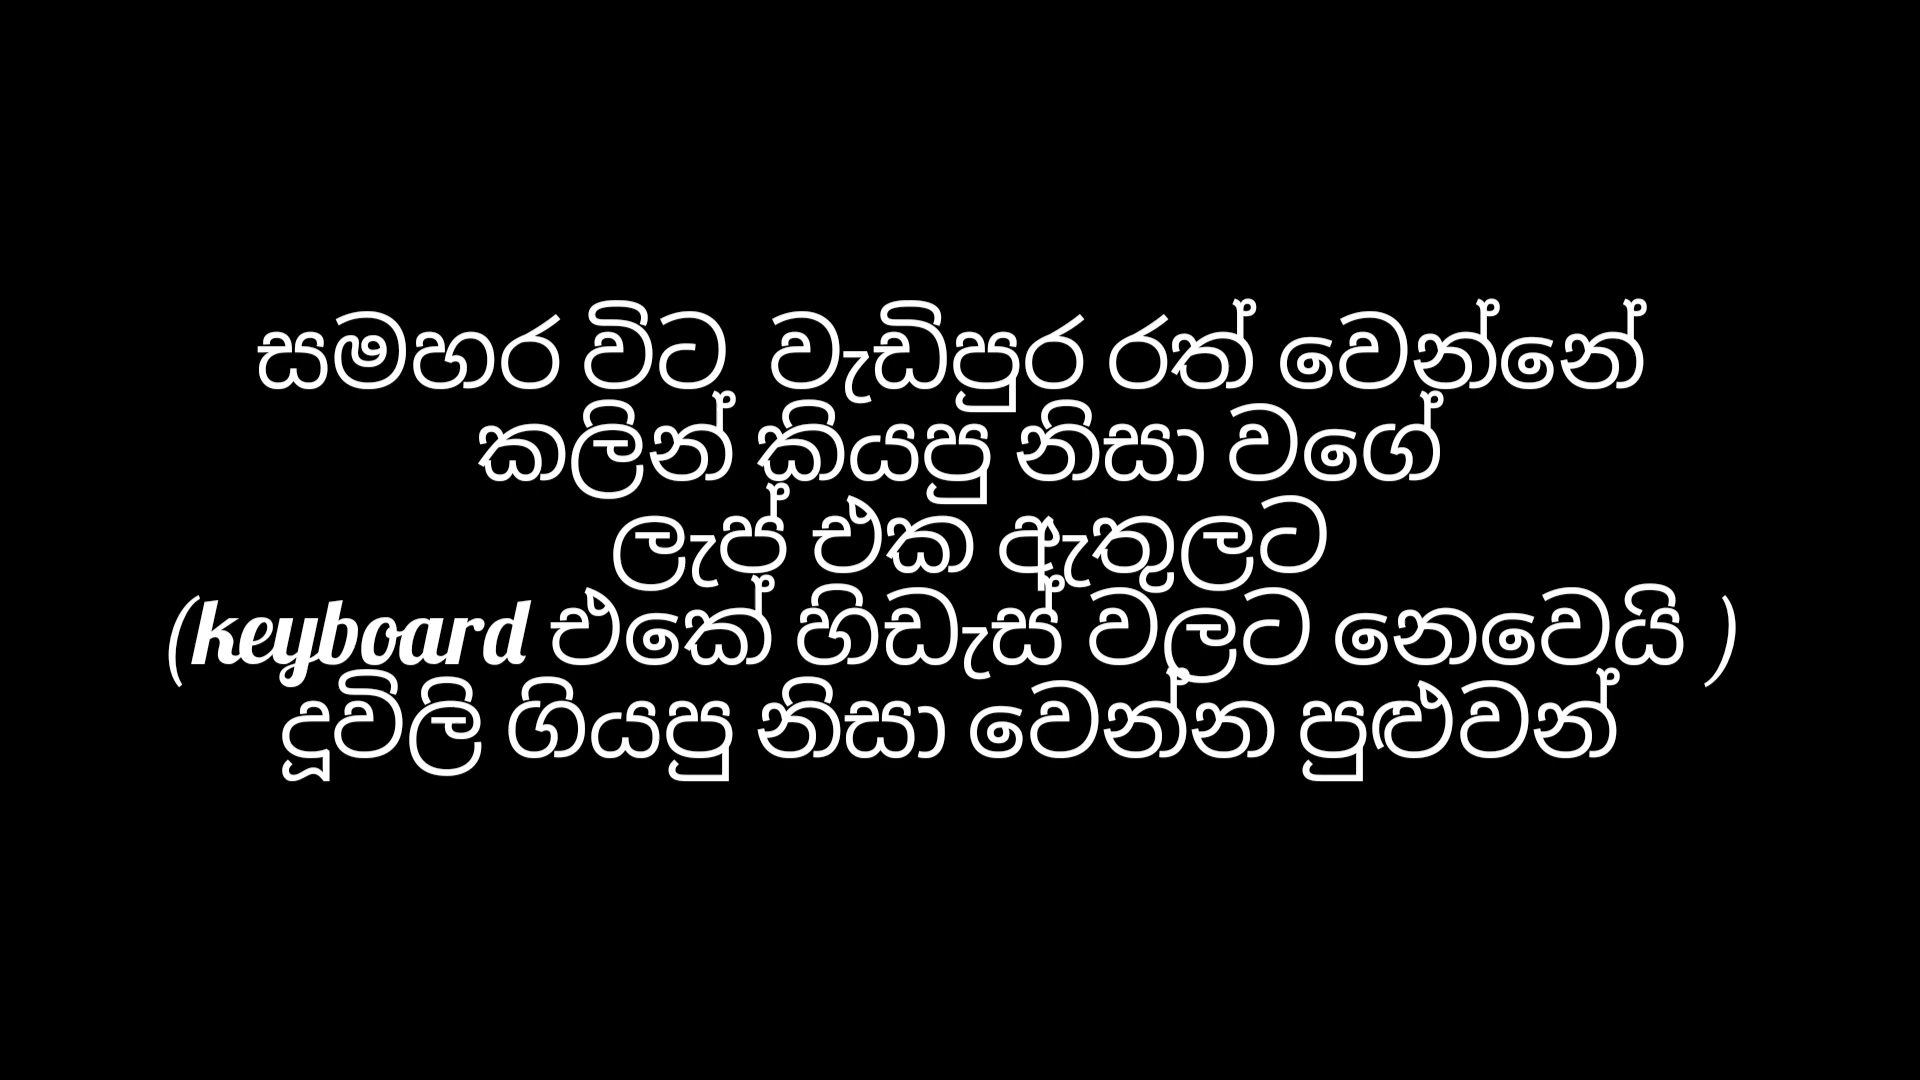 සමහර විට වැඩිපුර රත් වෙන්නේ
කලින් කියපු නිසා වගේ
ලැප් එක ඇතුලට
(keyboard එකේ හිඩැස් වලට නෙවෙයි )
දූවිලි ගියපු නිසා වෙන්න පුළුවන්